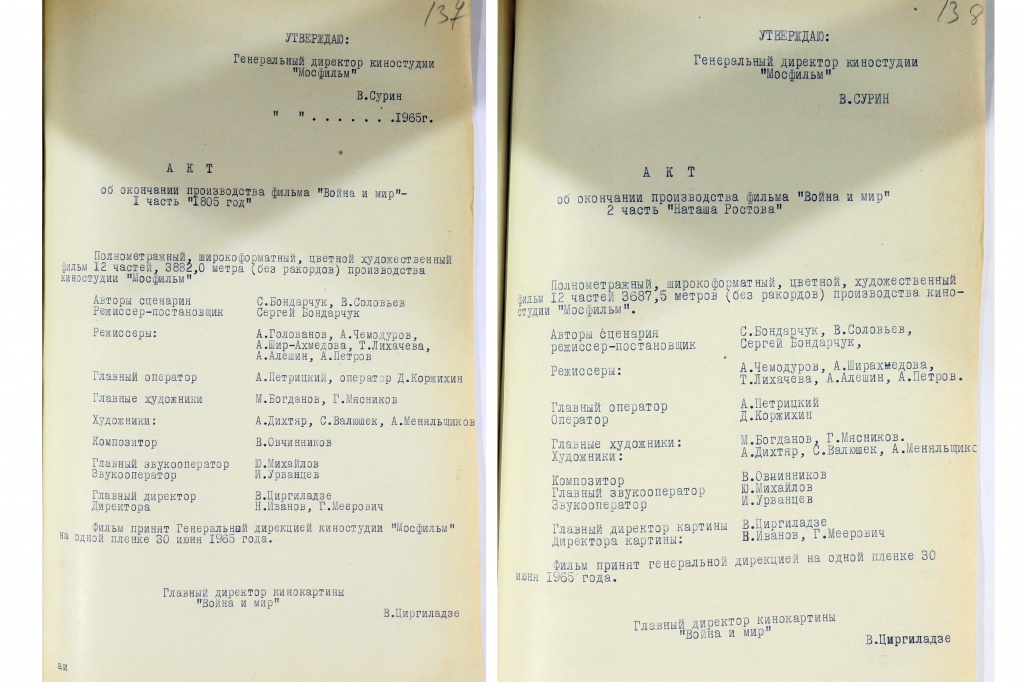 137
УТВЕРЖДАЮ:
Генеральный директор киностудии
"Мосфильм"
В.Сурин
" " . . . . . . .1965г.
А К Т
об окончании производства фильма "Война и мир"-
I часть "1805 год"
Полнометражный, широкоформатный, цветной художественный
фильм 12 частей, 3882,0 метра (без ракордов) производства
киностудии "Мосфильм"
Авторы сценария С.Бондарчук, В.Соловьев
Режиссер-постановщик Сергей Бондарчук
Режиссеры: А.Голованов, А.Чемодуров,
А.Шир-Ахмедова, Т.Лихачева,
А.Алешин, А.Петров
Главный оператор А.Петрицкий, оператор Д.Коржихин
Главные художники М.Богданов, Г.Мясников
Художники: А.Дихтяр, С.Валюшек, А.Меняльщиков
Композитор В.Овчинников
Главный звукооператор Ю.Михайлов
Звукооператор И.Урванцев
Главный директор В.Циргиладзе
Директора Н.Иванов, Г.Меерович
Фильм принят Генеральной дирекцией киностудии "Мосфильм"
на одной пленке 30 июня 1965 года.
Главный директор кинокартины
"Война и мир"
В.Циргиладзе
аи
138
УТВЕРЖДАЮ:
Генеральный директор киностудии
"Мосфильм"
В.СУРИН
А К Т
об окончании производства фильма "Война и мир"
2 часть "Наташа Ростова"
Полнометражный, широкоформатный, цветной, художественный
фильм 12 частей 3687,5 метров (без ракордов) производства кино-
студии "Мосфильм".
Авторы сценария С.Бондарчук, В.Соловьев,
режиссер-постановщик Сергей Бондарчук,
Режиссеры: А.Чемодуров, А.Ширахмедова,
Т.Лихачева, А.Алешин, А.Петров.
Главный оператор А.Петрицкий
Оператор Д.Коржихин
Главные художники: М.Богданов, Г.Мясников.
Художники: А.Дихтяр, С.Валюшек, А.Меняльщико
Композитор В.Овчинников
Главный звукооператор Ю.Михайлов
Звукооператор И.Урванцев
Главный директор картины В.Циргиладзе
Директора картины: В.Иванов, Г.Меерович
Фильм принят генеральной дирекцией на одной пленке 30
июня 1965 года.
Главный директор кинокартины
"Война и мир"
В.Циргиладзе